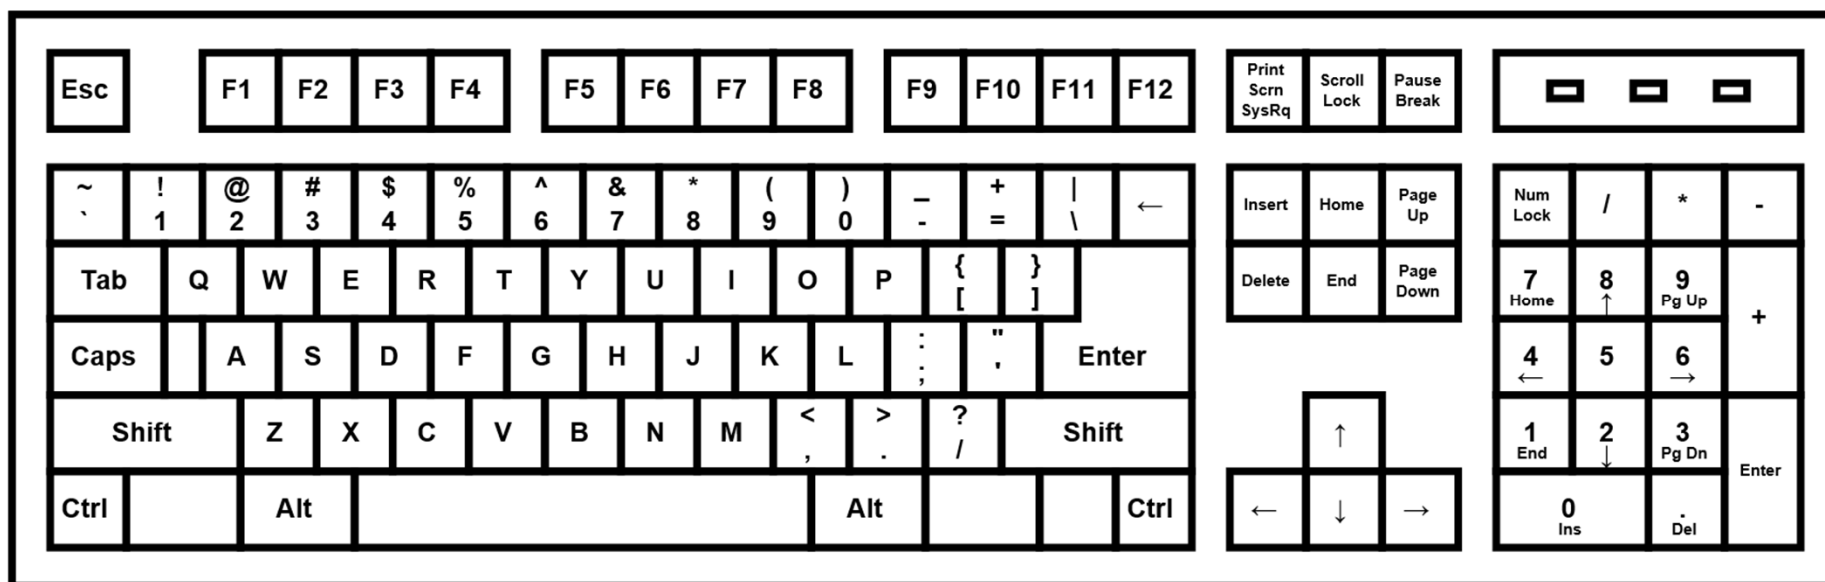 Esc F1 F2 F3 F4 F5 F6 F7 F8 F9 F10 F11 F12 Print Scrn SysRq Scroll Lock Pause Break
~ ` ! 1 @ 2 # 3 $ 4 % 5 ^ 6 & 7 * 8 ( 9 ) 0 _ - + = | \ ← Insert Home Page Up Num Lock / * -
Tab Q W E R T Y U I O P { [ } ] Delete End Page Down 7 Home 8 ↑ 9 Pg Up +
Caps A S D F G H J K L : ; " ' Enter 4 ← 5 6 →
Shift Z X C V B N M < , > . ? / Shift ↑ 1 End 2 ↓ 3 Pg Dn Enter
Ctrl Alt Alt Ctrl ← ↓ → 0 Ins . Del